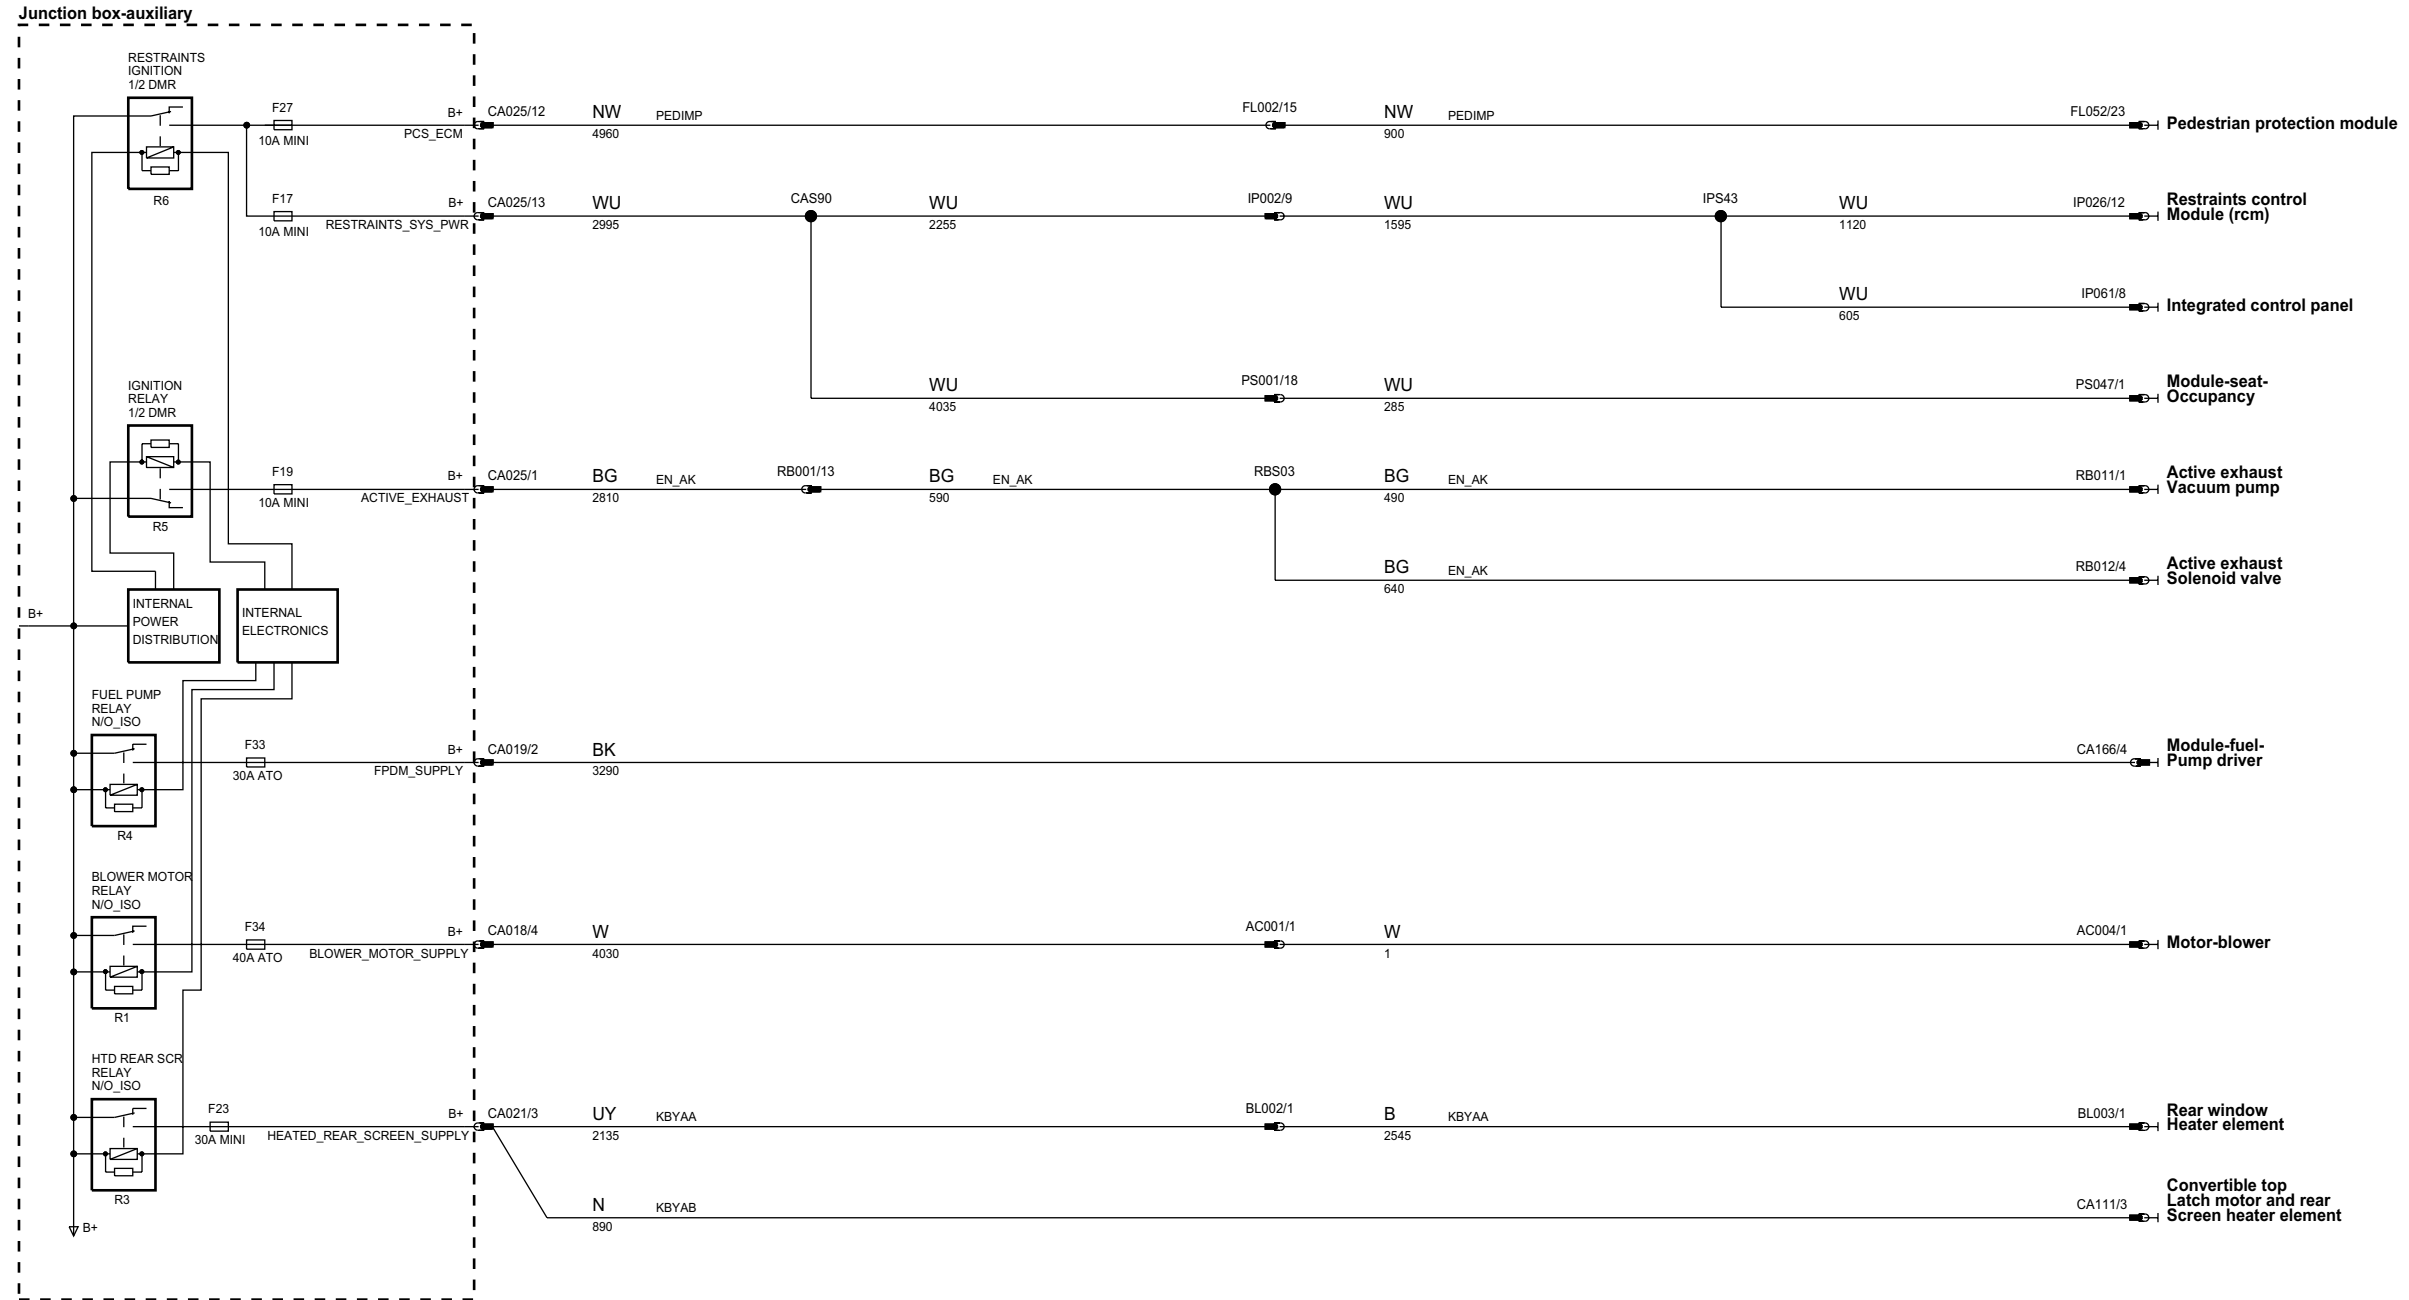 Junction box-auxiliary
RESTRAINTS
IGNITION
1/2 DMR
R6
F27
10A MINI
B+
PCS_ECM
CA025/12
NW
4960
PEDIMP
FL002/15
NW
900
PEDIMP
FL052/23
Pedestrian protection module
F17
10A MINI
B+
RESTRAINTS_SYS_PWR
CA025/13
WU
2995
CAS90
WU
2255
IP002/9
WU
1595
IPS43
WU
1120
IP026/12
Restraints control
Module (rcm)
WU
605
IP061/8
Integrated control panel
WU
4035
PS001/18
WU
285
PS047/1
Module-seat-
Occupancy
IGNITION
RELAY
1/2 DMR
R5
F19
10A MINI
B+
ACTIVE_EXHAUST
CA025/1
BG
2810
EN_AK
RB001/13
BG
590
EN_AK
RBS03
BG
490
EN_AK
RB011/1
Active exhaust
Vacuum pump
BG
640
EN_AK
RB012/4
Active exhaust
Solenoid valve
B+
INTERNAL
POWER
DISTRIBUTION
INTERNAL
ELECTRONICS
FUEL PUMP
RELAY
N/O_ISO
R4
F33
30A ATO
B+
FPDM_SUPPLY
CA019/2
BK
3290
CA166/4
Module-fuel-
Pump driver
BLOWER MOTOR
RELAY
N/O_ISO
R1
F34
40A ATO
B+
BLOWER_MOTOR_SUPPLY
CA018/4
W
4030
AC001/1
W
1
AC004/1
Motor-blower
HTD REAR SCR
RELAY
N/O_ISO
R3
F23
30A MINI
B+
HEATED_REAR_SCREEN_SUPPLY
CA021/3
UY
2135
KBYAA
BL002/1
B
2545
KBYAA
BL003/1
Rear window
Heater element
N
890
KBYAB
CA111/3
Convertible top
Latch motor and rear
Screen heater element
B+